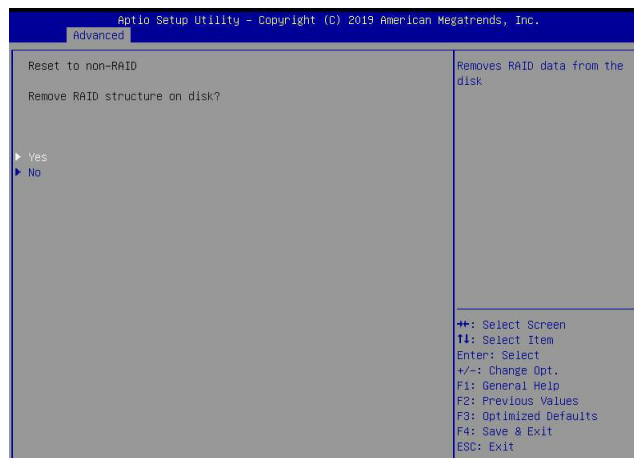 Aptio Setup Utility – Copyright (C) 2019 American Megatrends, Inc.
Advanced
Reset to non-RAID
Remove RAID structure on disk?
Yes
No
Removes RAID data from the
disk
→←: Select Screen
↑↓: Select Item
Enter: Select
+/-: Change Opt.
F1: General Help
F2: Previous Values
F3: Optimized Defaults
F4: Save & Exit
ESC: Exit